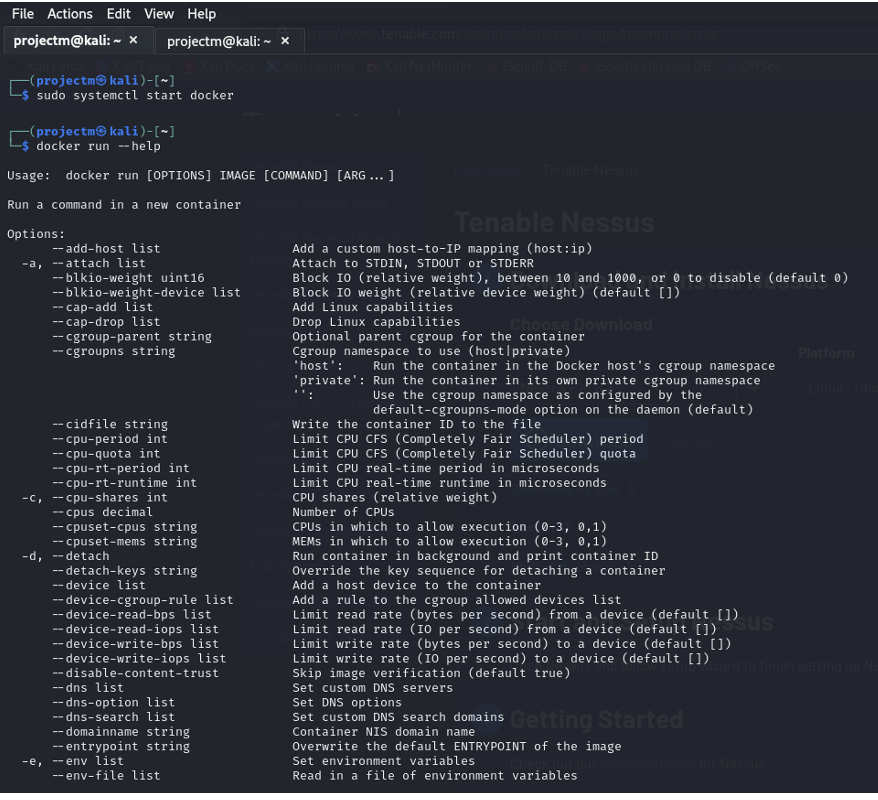 File Actions Edit View Help
projectm@kali: ~ × projectm@kali: ~ ×
┌──(projectm㉿kali)-[~]
└─$ sudo systemctl start docker
┌──(projectm㉿kali)-[~]
└─$ docker run --help
Usage:  docker run [OPTIONS] IMAGE [COMMAND] [ARG...]
Run a command in a new container
Options:
      --add-host list                  Add a custom host-to-IP mapping (host:ip)
  -a, --attach list                    Attach to STDIN, STDOUT or STDERR
      --blkio-weight uint16            Block IO (relative weight), between 10 and 1000, or 0 to disable (default 0)
      --blkio-weight-device list       Block IO weight (relative device weight) (default [])
      --cap-add list                   Add Linux capabilities
      --cap-drop list                  Drop Linux capabilities
      --cgroup-parent string           Optional parent cgroup for the container
      --cgroupns string                Cgroup namespace to use (host|private)
                                       'host':    Run the container in the Docker host's cgroup namespace
                                       'private': Run the container in its own private cgroup namespace
                                       '':        Use the cgroup namespace as configured by the
                                                  default-cgroupns-mode option on the daemon (default)
      --cidfile string                 Write the container ID to the file
      --cpu-period int                 Limit CPU CFS (Completely Fair Scheduler) period
      --cpu-quota int                  Limit CPU CFS (Completely Fair Scheduler) quota
      --cpu-rt-period int              Limit CPU real-time period in microseconds
      --cpu-rt-runtime int             Limit CPU real-time runtime in microseconds
  -c, --cpu-shares int                 CPU shares (relative weight)
      --cpus decimal                   Number of CPUs
      --cpuset-cpus string             CPUs in which to allow execution (0-3, 0,1)
      --cpuset-mems string             MEMs in which to allow execution (0-3, 0,1)
  -d, --detach                         Run container in background and print container ID
      --detach-keys string             Override the key sequence for detaching a container
      --device list                    Add a host device to the container
      --device-cgroup-rule list        Add a rule to the cgroup allowed devices list
      --device-read-bps list           Limit read rate (bytes per second) from a device (default [])
      --device-read-iops list          Limit read rate (IO per second) from a device (default [])
      --device-write-bps list          Limit write rate (bytes per second) to a device (default [])
      --device-write-iops list         Limit write rate (IO per second) to a device (default [])
      --disable-content-trust          Skip image verification (default true)
      --dns list                       Set custom DNS servers
      --dns-option list                Set DNS options
      --dns-search list                Set custom DNS search domains
      --domainname string              Container NIS domain name
      --entrypoint string              Overwrite the default ENTRYPOINT of the image
  -e, --env list                       Set environment variables
      --env-file list                  Read in a file of environment variables
Tenable Nessus
Tenable Nessus
Choose Download
Platform
Getting Started